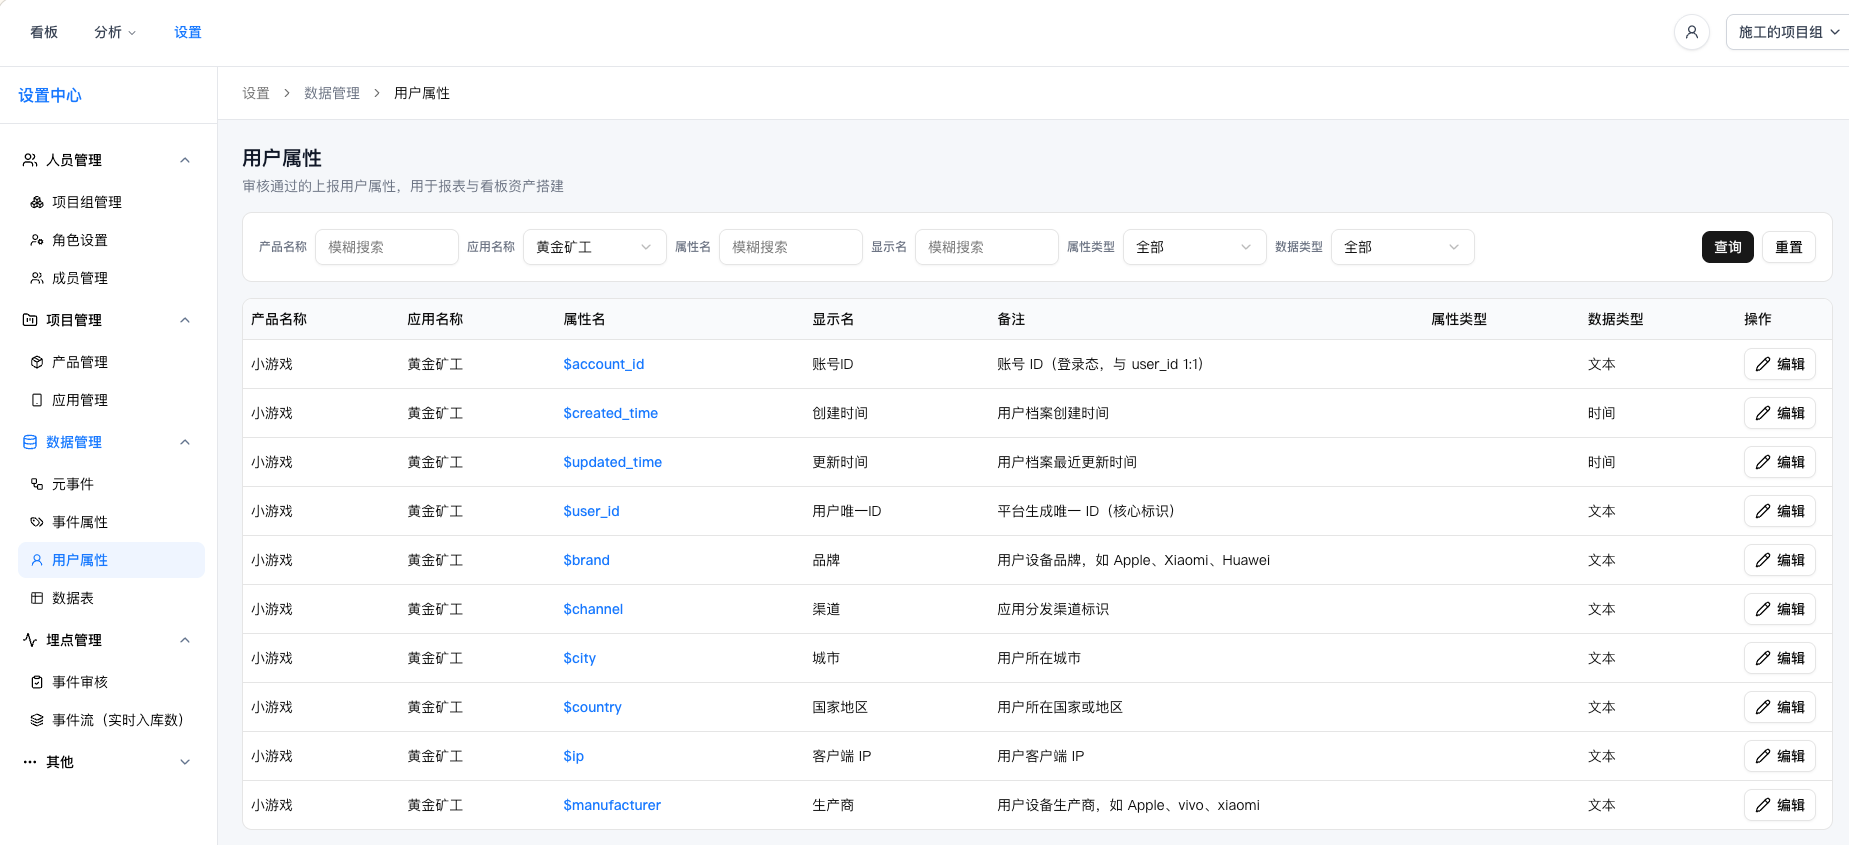 看板 分析 设置 施工的项目组
设置中心
设置 > 数据管理 > 用户属性
人员管理
项目组管理
角色设置
成员管理
项目管理
产品管理
应用管理
数据管理
元事件
事件属性
用户属性
数据表
埋点管理
事件审核
事件流（实时入库数）
其他
用户属性
审核通过的上报用户属性，用于报表与看板资产搭建
产品名称 模糊搜索 应用名称 黄金矿工 属性名 模糊搜索 显示名 模糊搜索 属性类型 全部 数据类型 全部 查询 重置
产品名称 应用名称 属性名 显示名 备注 属性类型 数据类型 操作
小游戏 黄金矿工 $account_id 账号ID 账号 ID（登录态，与 user_id 1:1） 文本 编辑
小游戏 黄金矿工 $created_time 创建时间 用户档案创建时间 时间 编辑
小游戏 黄金矿工 $updated_time 更新时间 用户档案最近更新时间 时间 编辑
小游戏 黄金矿工 $user_id 用户唯一ID 平台生成唯一 ID（核心标识） 文本 编辑
小游戏 黄金矿工 $brand 品牌 用户设备品牌，如 Apple、Xiaomi、Huawei 文本 编辑
小游戏 黄金矿工 $channel 渠道 应用分发渠道标识 文本 编辑
小游戏 黄金矿工 $city 城市 用户所在城市 文本 编辑
小游戏 黄金矿工 $country 国家地区 用户所在国家或地区 文本 编辑
小游戏 黄金矿工 $ip 客户端 IP 用户客户端 IP 文本 编辑
小游戏 黄金矿工 $manufacturer 生产商 用户设备生产商，如 Apple、vivo、xiaomi 文本 编辑